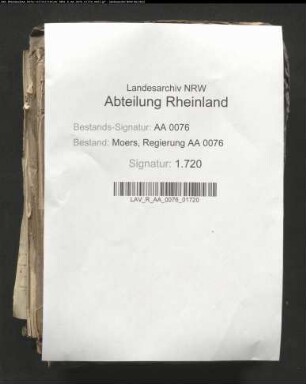 Landesarchiv NRW
Abteilung Rheinland
Bestands-Signatur: AA 0076
Bestand: Moers, Regierung AA 0076
Signatur: 1.720
LAV_R_AA_0076_01720